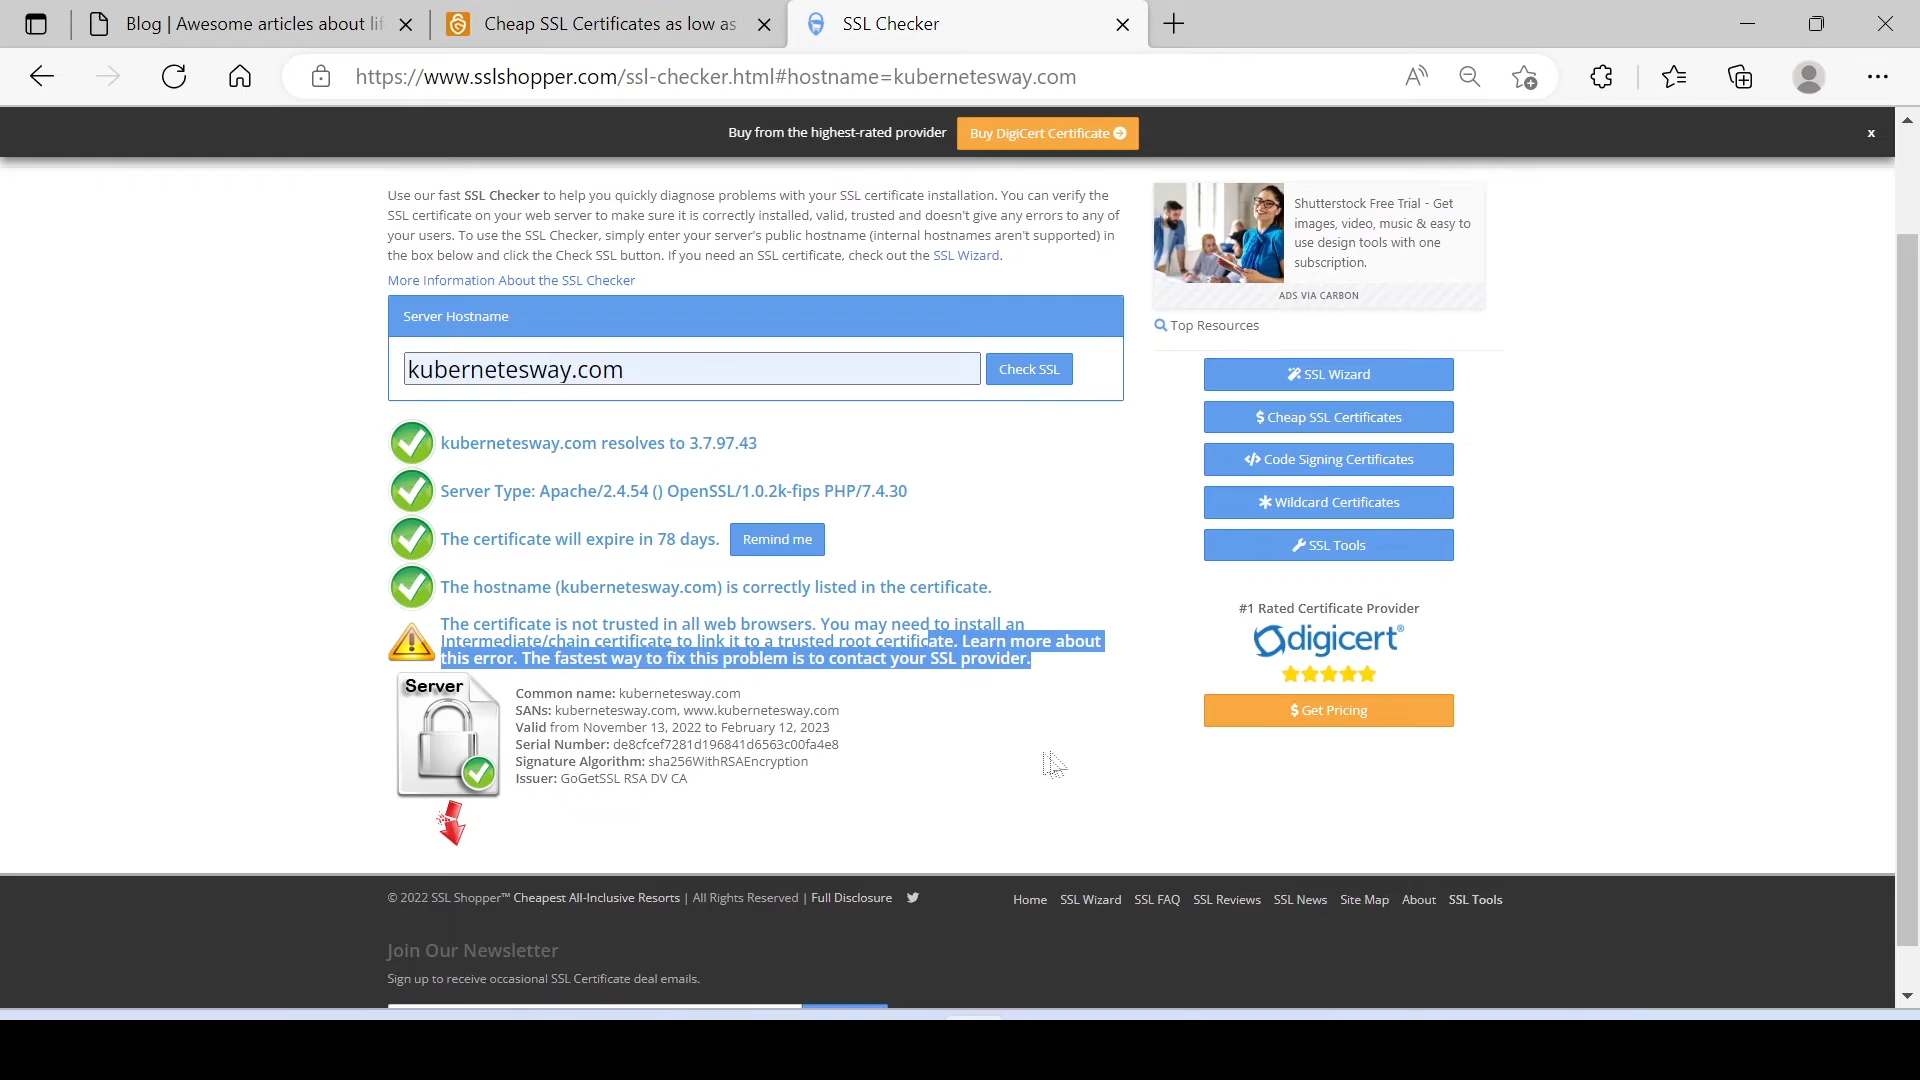 Blog | Awesome articles about lif
Cheap SSL Certificates as low as
SSL Checker
https://www.sslshopper.com/ssl-checker.html#hostname=kubernetesway.com
Buy from the highest-rated provider
Buy DigiCert Certificate
x
Use our fast SSL Checker to help you quickly diagnose problems with your SSL certificate installation. You can verify the
SSL certificate on your web server to make sure it is correctly installed, valid, trusted and doesn't give any errors to any of
your users. To use the SSL Checker, simply enter your server's public hostname (internal hostnames aren't supported) in
the box below and click the Check SSL button. If you need an SSL certificate, check out the SSL Wizard.
More Information About the SSL Checker
Server Hostname
kubernetesway.com
Check SSL
kubernetesway.com resolves to 3.7.97.43
Server Type: Apache/2.4.54 () OpenSSL/1.0.2k-fips PHP/7.4.30
The certificate will expire in 78 days.
Remind me
The hostname (kubernetesway.com) is correctly listed in the certificate.
The certificate is not trusted in all web browsers. You may need to install an
Intermediate/chain certificate to link it to a trusted root certificate. Learn more about
this error. The fastest way to fix this problem is to contact your SSL provider.
Server
Common name: kubernetesway.com
SANs: kubernetesway.com, www.kubernetesway.com
Valid from November 13, 2022 to February 12, 2023
Serial Number: de8cfcef7281d196841d6563c00fa4e8
Signature Algorithm: sha256WithRSAEncryption
Issuer: GoGetSSL RSA DV CA
Shutterstock Free Trial - Get
images, video, music & easy to
use design tools with one
subscription.
ADS VIA CARBON
Top Resources
SSL Wizard
$ Cheap SSL Certificates
</> Code Signing Certificates
Wildcard Certificates
SSL Tools
#1 Rated Certificate Provider
digicert®
$ Get Pricing
© 2022 SSL Shopper™ Cheapest All-Inclusive Resorts | All Rights Reserved | Full Disclosure
Home SSL Wizard SSL FAQ SSL Reviews SSL News Site Map About SSL Tools
Join Our Newsletter
Sign up to receive occasional SSL Certificate deal emails.